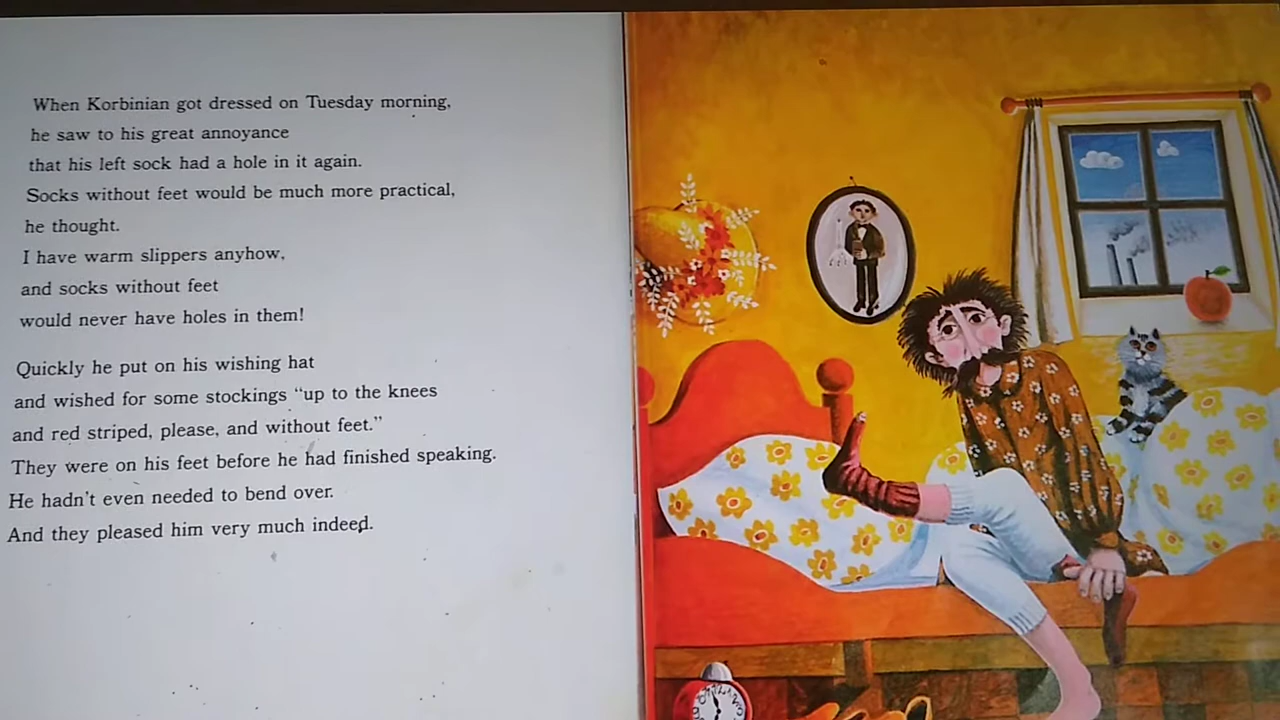 When Korbinian got dressed on Tuesday morning,
he saw to his great annoyance
that his left sock had a hole in it again.
Socks without feet would be much more practical,
he thought.
I have warm slippers anyhow,
and socks without feet
would never have holes in them!
Quickly he put on his wishing hat
and wished for some stockings “up to the knees
and red striped, please, and without feet.”
They were on his feet before he had finished speaking.
He hadn't even needed to bend over.
And they pleased him very much indeed.